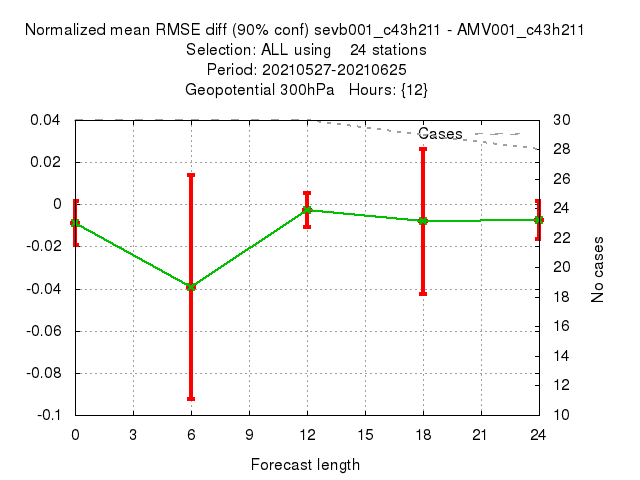 Normalized mean RMSE diff (90% conf) sevb001_c43h211 - AMV001_c43h211
Selection: ALL using 24 stations
Period: 20210527-20210625
Geopotential 300hPa Hours: {12}
0.04
0.02
0
-0.02
-0.04
-0.06
-0.08
-0.1
Cases
30
28
26
24
22
20
18
16
14
12
10
No cases
0 3 6 9 12 15 18 21 24
Forecast length